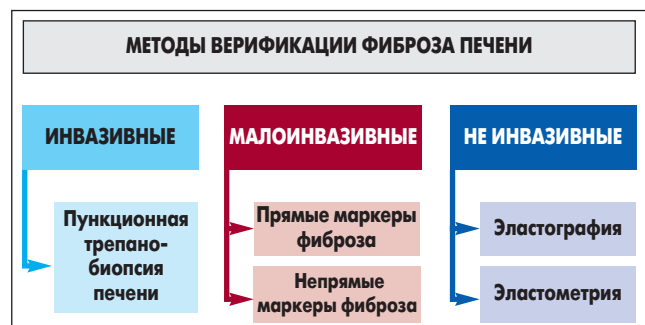 МЕТОДЫ ВЕРИФИКАЦИИ ФИБРОЗА ПЕЧЕНИ
ИНВАЗИВНЫЕ
Пункционная
трепано-
биопсия
печени
МАЛОИНВАЗИВНЫЕ
Прямые маркеры
фиброза
Непрямые
маркеры фиброза
НЕ ИНВАЗИВНЫЕ
Эластография
Эластометрия